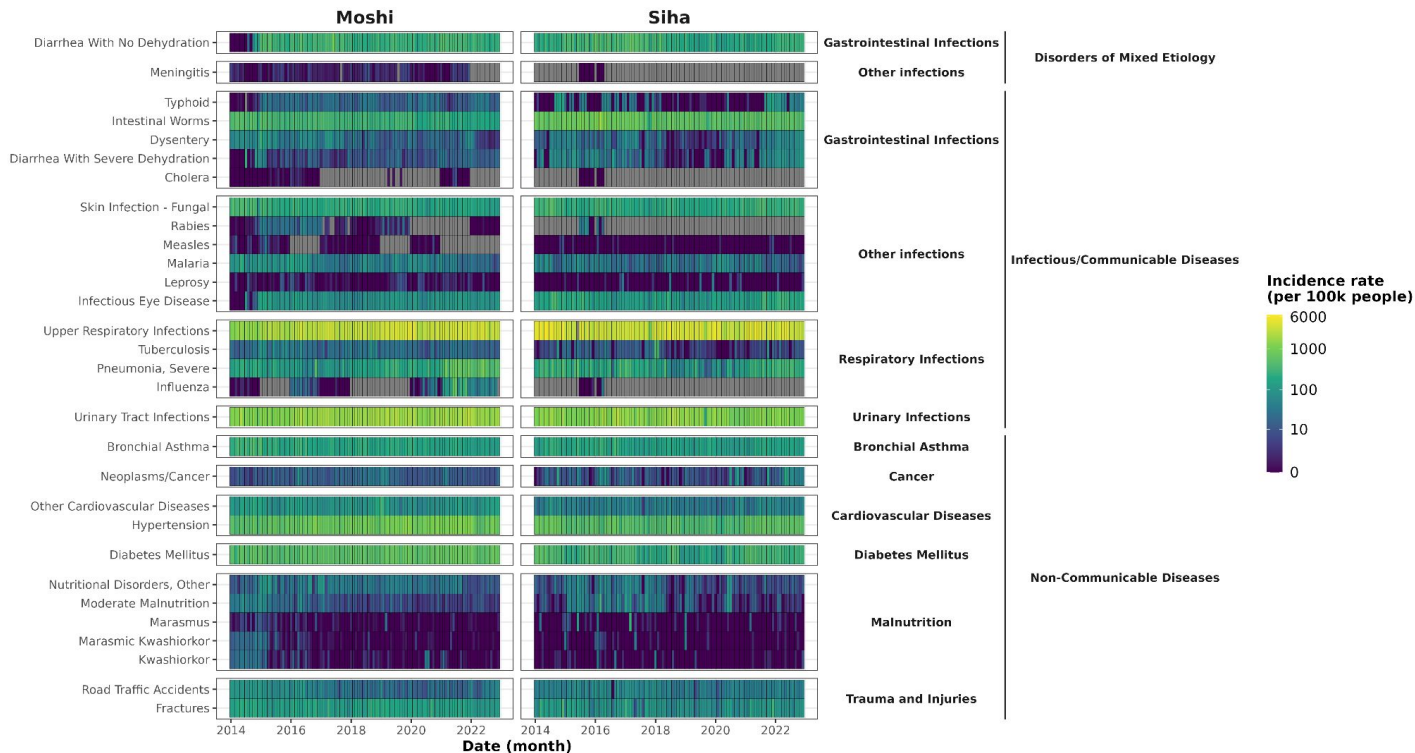 Moshi
Siha
Diarrhea With No Dehydration
Gastrointestinal Infections
Meningitis
Other infections
Disorders of Mixed Etiology
Typhoid
Intestinal Worms
Dysentery
Diarrhea With Severe Dehydration
Cholera
Gastrointestinal Infections
Skin Infection - Fungal
Rabies
Measles
Malaria
Leprosy
Infectious Eye Disease
Other infections
Infectious/Communicable Diseases
Upper Respiratory Infections
Tuberculosis
Pneumonia, Severe
Influenza
Respiratory Infections
Urinary Tract Infections
Urinary Infections
Bronchial Asthma
Bronchial Asthma
Neoplasms/Cancer
Cancer
Other Cardiovascular Diseases
Hypertension
Cardiovascular Diseases
Diabetes Mellitus
Diabetes Mellitus
Non-Communicable Diseases
Nutritional Disorders, Other
Moderate Malnutrition
Marasmus
Marasmic Kwashiorkor
Kwashiorkor
Malnutrition
Road Traffic Accidents
Fractures
Trauma and Injuries
2014 2016 2018 2020 2022
2014 2016 2018 2020 2022
Date (month)
Incidence rate
(per 100k people)
6000
1000
100
10
0